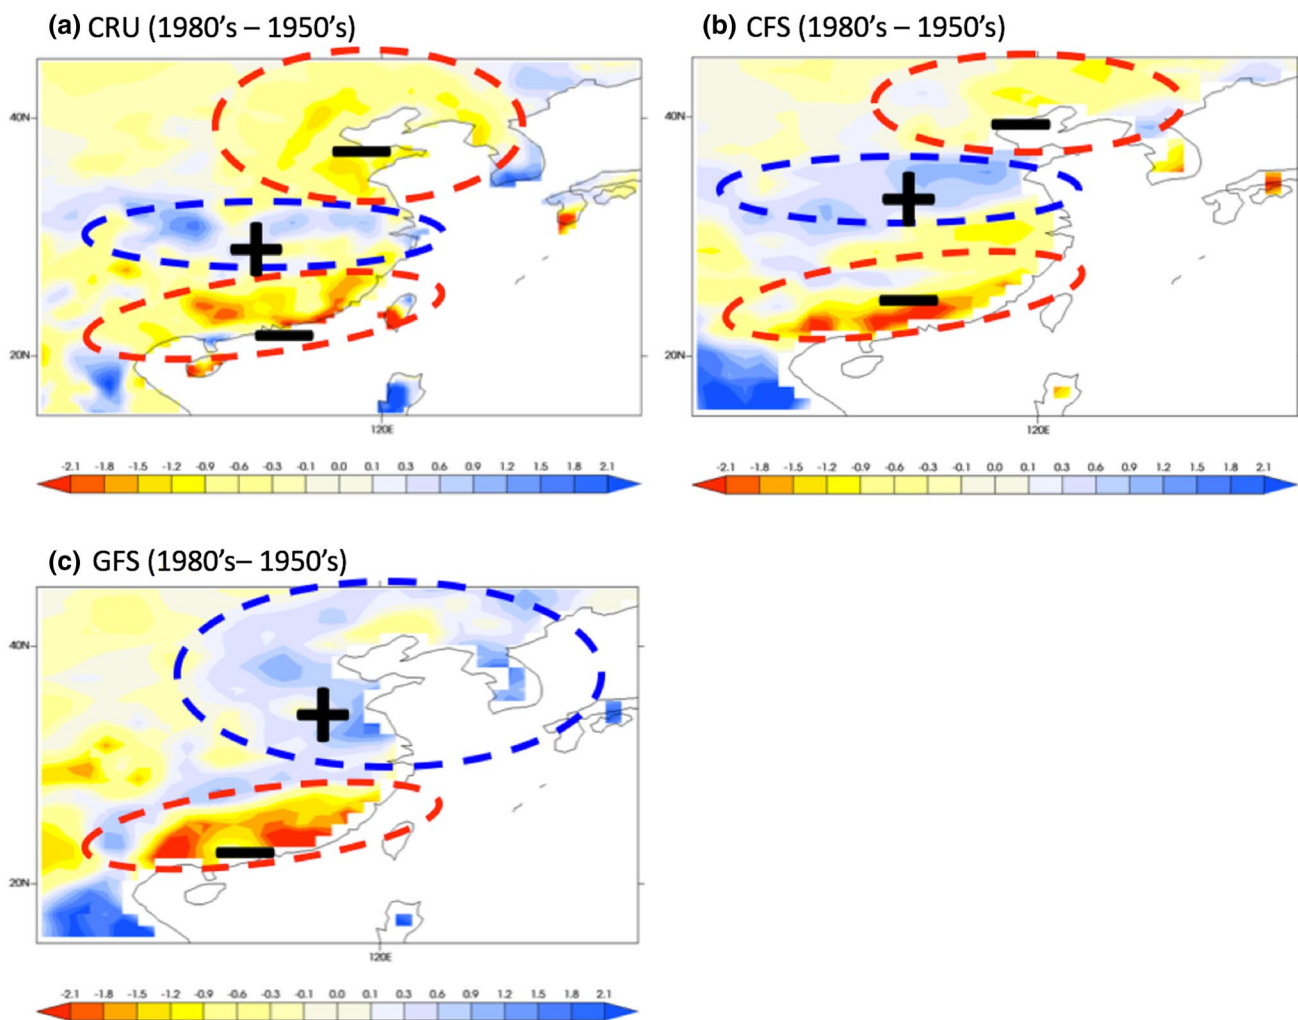 (a) CRU (1980’s – 1950’s)
40N
20N
120E
-2.1 -1.8 -1.5 -1.2 -0.9 -0.6 -0.3 -0.1 0.0 0.1 0.3 0.6 0.9 1.2 1.5 1.8 2.1
(b) CFS (1980’s – 1950’s)
40N
20N
120E
-2.1 -1.8 -1.5 -1.2 -0.9 -0.6 -0.3 -0.1 0.0 0.1 0.3 0.6 0.9 1.2 1.5 1.8 2.1
(c) GFS (1980’s– 1950’s)
40N
20N
120E
-2.1 -1.8 -1.5 -1.2 -0.9 -0.6 -0.3 -0.1 0.0 0.1 0.3 0.6 0.9 1.2 1.5 1.8 2.1